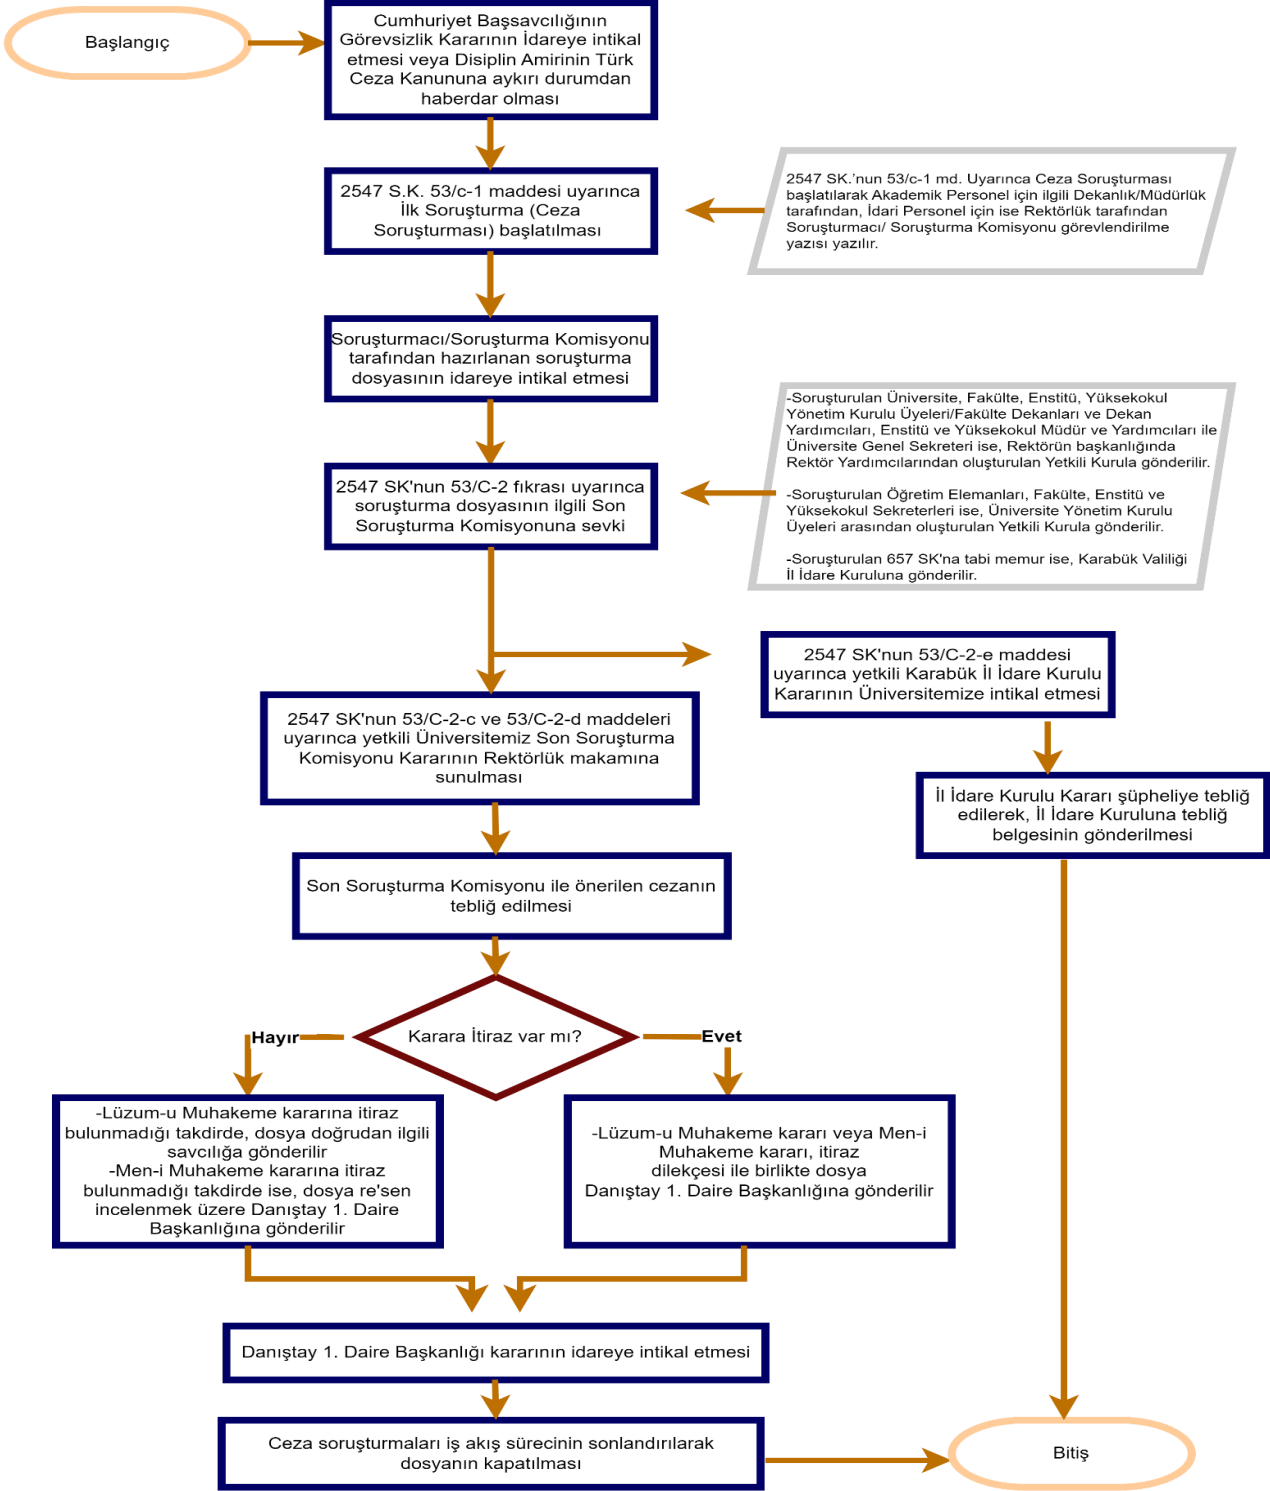 Başlangıç
Cumhuriyet Başsavcılığının
Görevsizlik Kararının İdareye intikal
etmesi veya Disiplin Amirinin Türk
Ceza Kanununa aykırı durumdan
haberdar olması
2547 S.K. 53/c-1 maddesi uyarınca
İlk Soruşturma (Ceza
Soruşturması) başlatılması
2547 SK.’nun 53/c-1 md. Uyarınca Ceza Soruşturması
başlatılarak Akademik Personel için ilgili Dekanlık/Müdürlük
tarafından, İdari Personel için ise Rektörlük tarafından
Soruşturmacı/ Soruşturma Komisyonu görevlendirilme
yazısı yazılır.
Soruşturmacı/Soruşturma Komisyonu
tarafından hazırlanan soruşturma
dosyasının idareye intikal etmesi
2547 SK'nun 53/C-2 fıkrası uyarınca
soruşturma dosyasının ilgili Son
Soruşturma Komisyonuna sevki
-Soruşturulan Üniversite, Fakülte, Enstitü, Yüksekokul
Yönetim Kurulu Üyeleri/Fakülte Dekanları ve Dekan
Yardımcıları, Enstitü ve Yüksekokul Müdür ve Yardımcıları ile
Üniversite Genel Sekreteri ise, Rektörün başkanlığında
Rektör Yardımcılarından oluşturulan Yetkili Kurula gönderilir.
-Soruşturulan Öğretim Elemanları, Fakülte, Enstitü ve
Yüksekokul Sekreterleri ise, Üniversite Yönetim Kurulu
Üyeleri arasından oluşturulan Yetkili Kurula gönderilir.
-Soruşturulan 657 SK'na tabi memur ise, Karabük Valiliği
İl İdare Kuruluna gönderilir.
2547 SK'nun 53/C-2-e maddesi
uyarınca yetkili Karabük İl İdare Kurulu
Kararının Üniversitemize intikal etmesi
2547 SK'nun 53/C-2-c ve 53/C-2-d maddeleri
uyarınca yetkili Üniversitemiz Son Soruşturma
Komisyonu Kararının Rektörlük makamına
sunulması
İl İdare Kurulu Kararı şüpheliye tebliğ
edilerek, İl İdare Kuruluna tebliğ
belgesinin gönderilmesi
Son Soruşturma Komisyonu ile önerilen cezanın
tebliğ edilmesi
Karara İtiraz var mı?
Hayır
Evet
-Lüzum-u Muhakeme kararına itiraz
bulunmadığı takdirde, dosya doğrudan ilgili
savcılığa gönderilir
-Men-i Muhakeme kararına itiraz
bulunmadığı takdirde ise, dosya re'sen
incelenmek üzere Danıştay 1. Daire
Başkanlığına gönderilir
-Lüzum-u Muhakeme kararı veya Men-i
Muhakeme kararı, itiraz
dilekçesi ile birlikte dosya
Danıştay 1. Daire Başkanlığına gönderilir
Danıştay 1. Daire Başkanlığı kararının idareye intikal etmesi
Ceza soruşturmaları iş akış sürecinin sonlandırılarak
dosyanın kapatılması
Bitiş